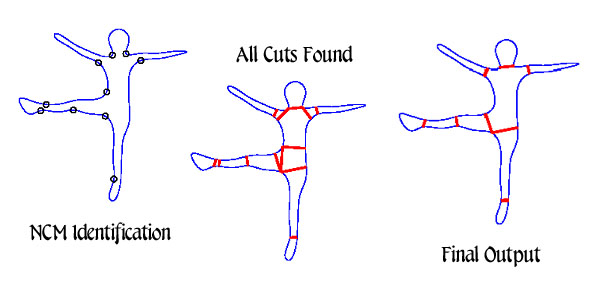 All Cuts Found
NCM Identification
Final Output